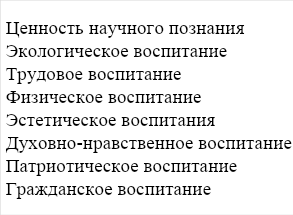 Ценность научного познания
Экологическое воспитание
Трудовое воспитание
Физическое воспитание
Эстетическое воспитания
Духовно-нравственное воспитание
Патриотическое воспитание
Гражданское воспитание